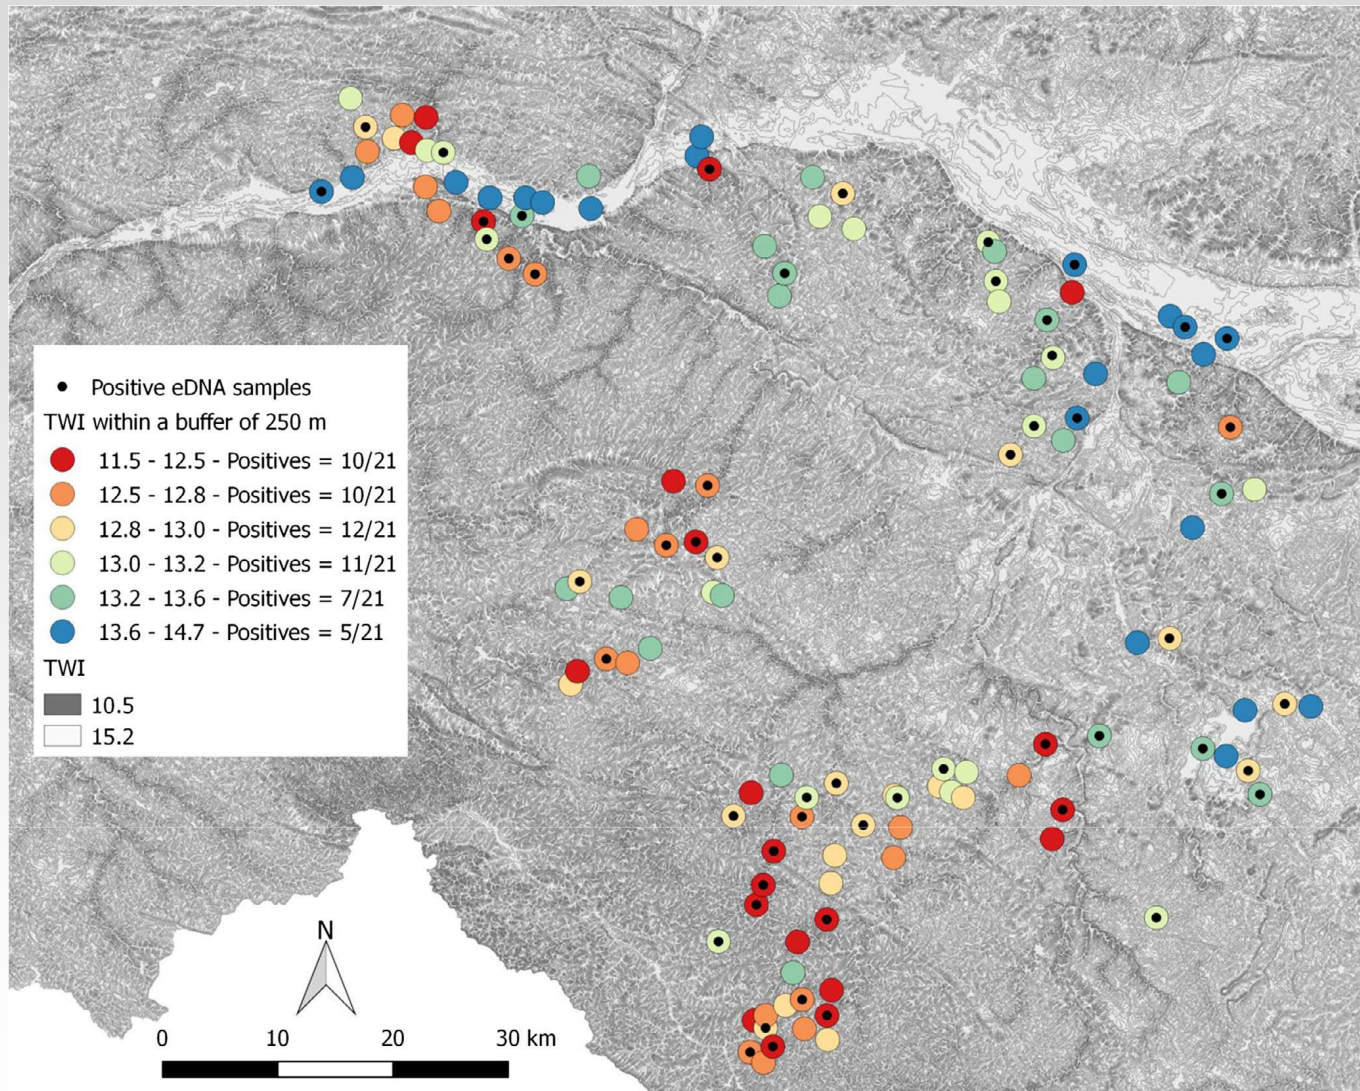 Positive eDNA samples
TWI within a buffer of 250 m
11.5 - 12.5 - Positives = 10/21
12.5 - 12.8 - Positives = 10/21
12.8 - 13.0 - Positives = 12/21
13.0 - 13.2 - Positives = 11/21
13.2 - 13.6 - Positives = 7/21
13.6 - 14.7 - Positives = 5/21
TWI
10.5
15.2
N
0 10 20 30 km